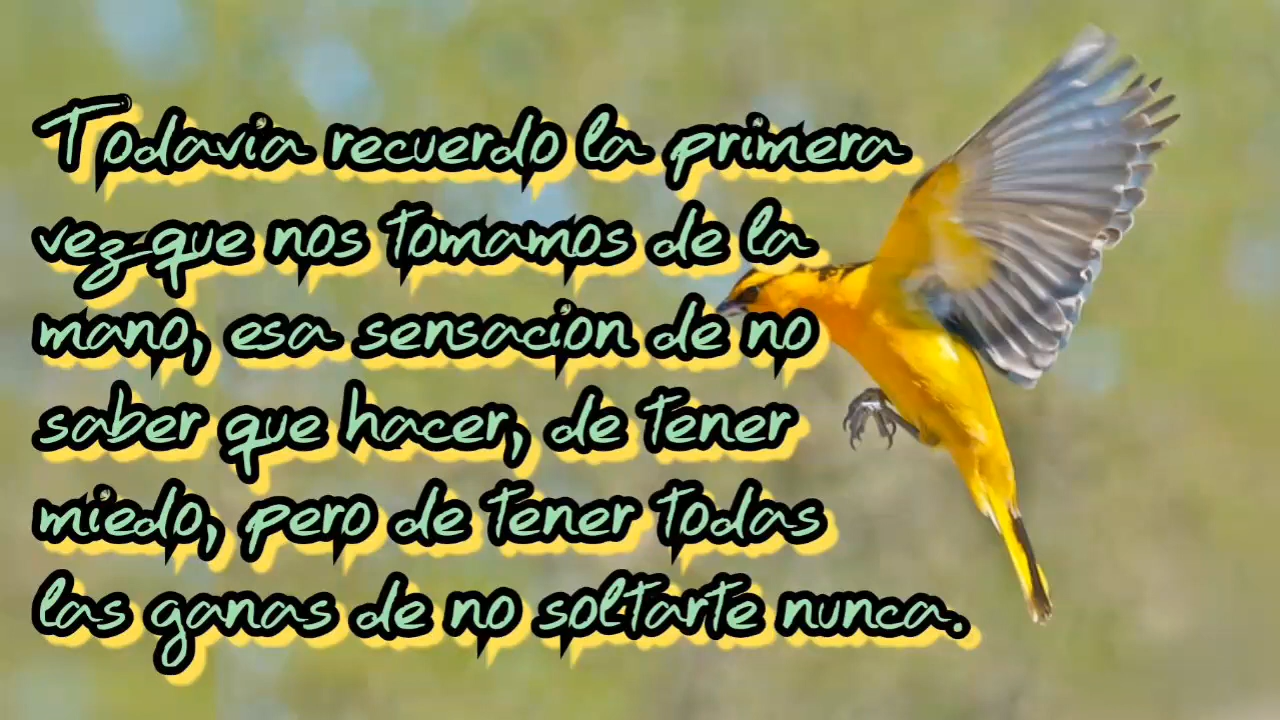 Todavia recuerdo la primera
vez que nos tomamos de la
mano, esa sensacion de no
saber que hacer, de tener
miedo, pero de tener todas
las ganas de no soltarte nunca.